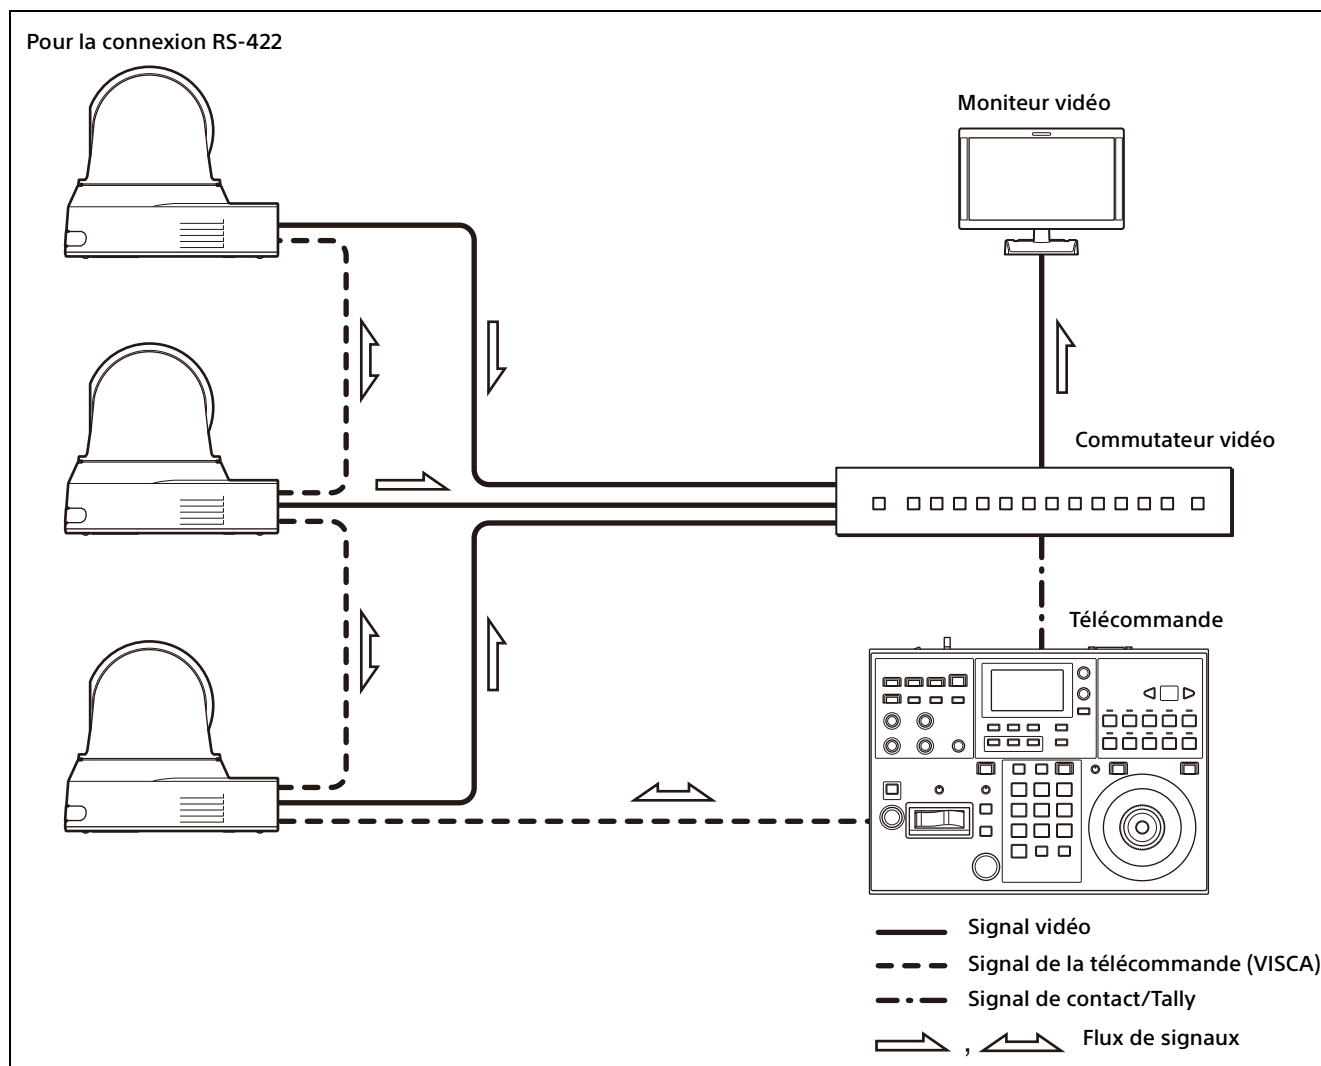 Pour la connexion RS-422
Moniteur vidéo
Commutateur vidéo
Télécommande
Signal vidéo
Signal de la télécommande (VISCA)
Signal de contact/Tally
, Flux de signaux